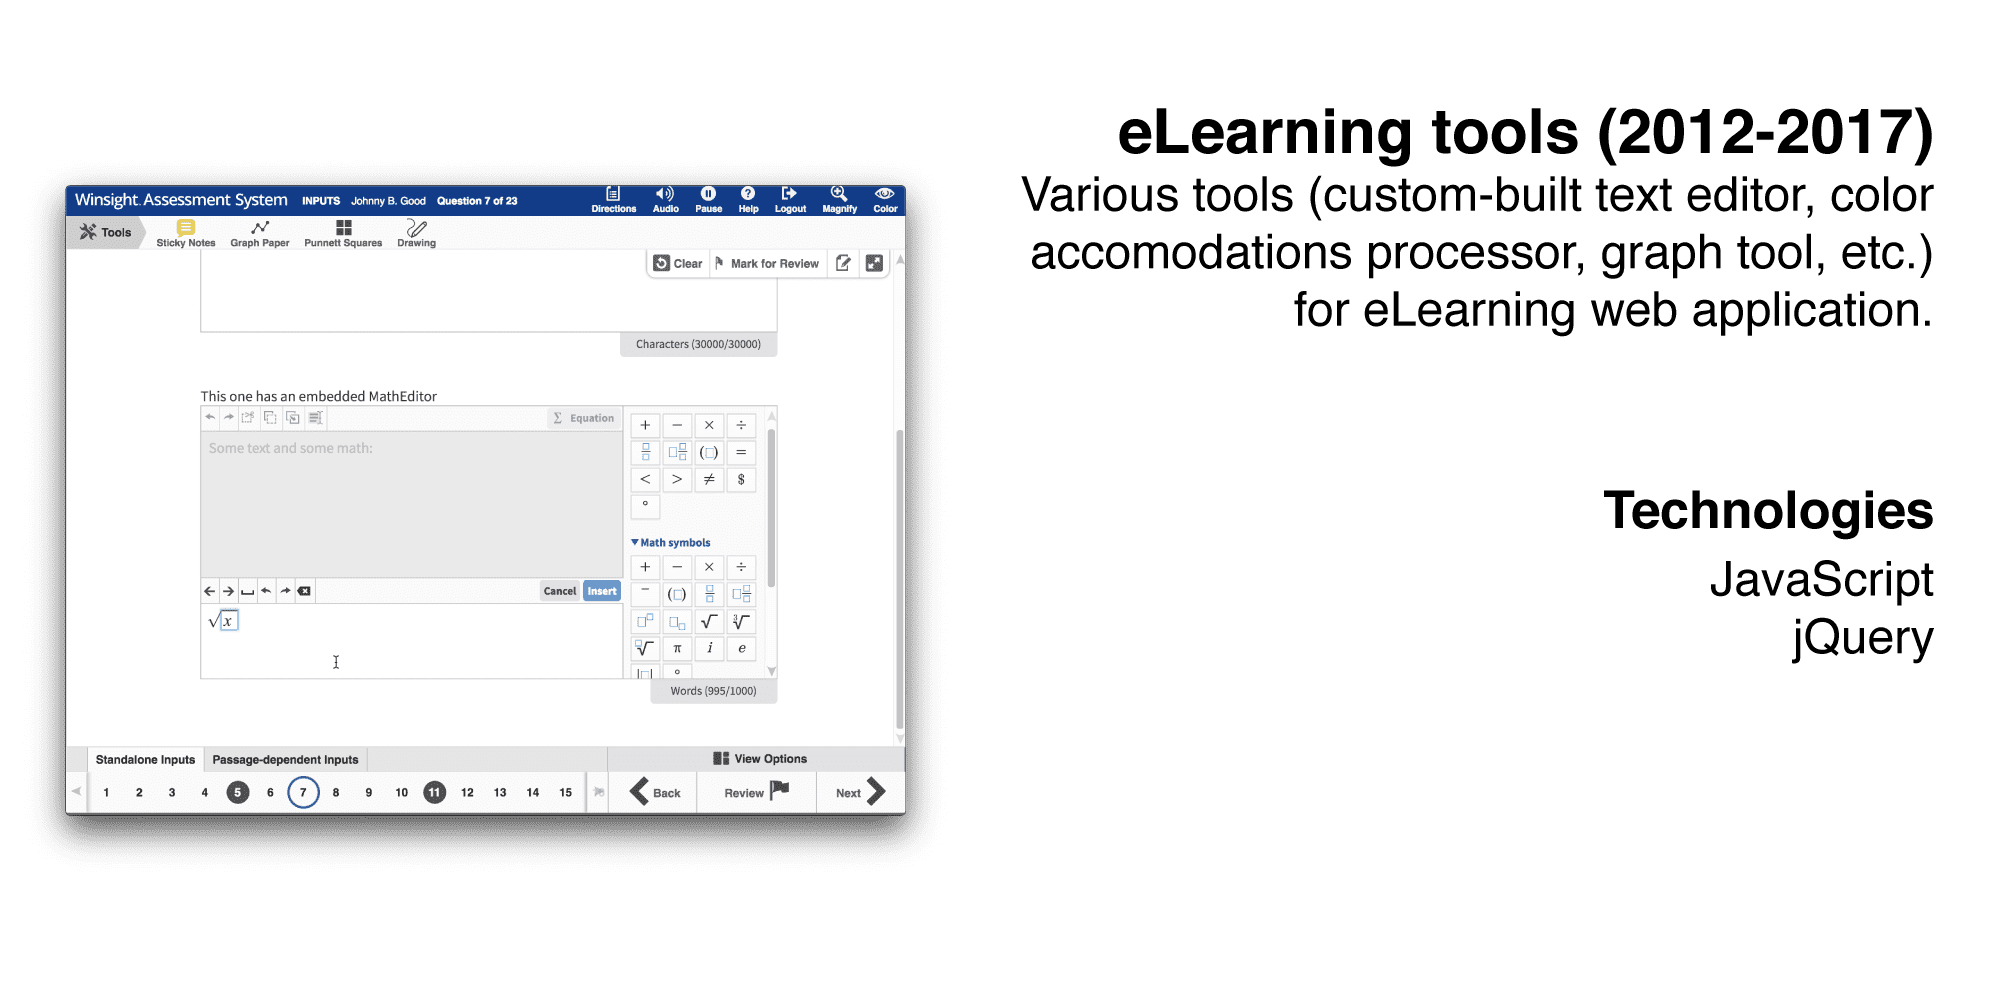 Winsight Assessment System INPUTS Johnny B. Good Question 7 of 23
Directions Audio Pause Help Logout Magnify Color
Tools Sticky Notes Graph Paper Punnett Squares Drawing
Clear Mark for Review
Characters (30000/30000)
This one has an embedded MathEditor
Σ Equation
Some text and some math:
+ − × ÷
(□) =
< > ≠ $
°
Math symbols
+ − × ÷
− (□)
√ ∛
√ π i e
|□| °
Cancel Insert
√x
Words (995/1000)
Standalone Inputs Passage-dependent Inputs View Options
1 2 3 4 5 6 7 8 9 10 11 12 13 14 15 Back Review Next
eLearning tools (2012-2017)
Various tools (custom-built text editor, color
accomodations processor, graph tool, etc.)
for eLearning web application.
Technologies
JavaScript
jQuery